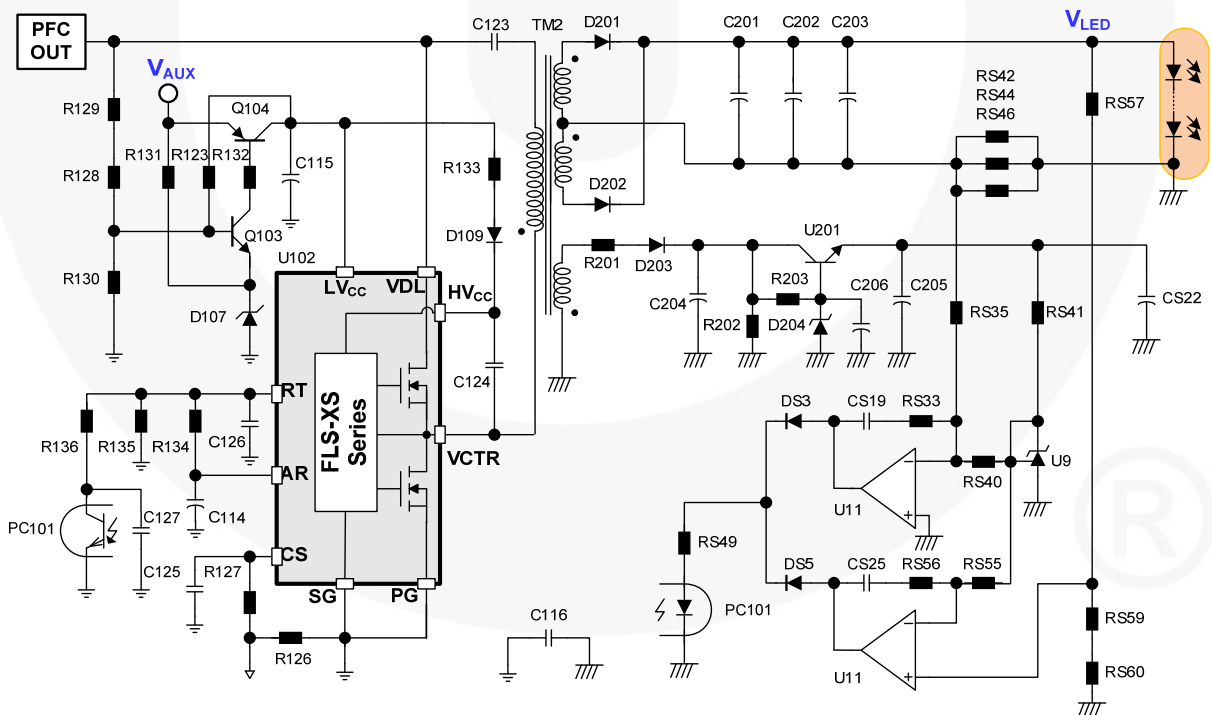 PFC
OUT
C123
TM2
D201
C201
C202
C203
VLED
VAUX
R129
Q104
RS42
RS44
RS46
RS57
R131
R123
R132
C115
R128
R133
D202
Q103
D109
U201
U102
R130
LVCC
VDL
HVCC
R201
D203
R203
C206
C205
C204
CS22
D107
R202
D204
RS35
RS41
C124
RT
DS3
CS19
RS33
R136
R135
R134
C126
FLS-XS
Series
VCTR
U9
AR
RS40
U11
PC101
C127
C114
RS49
CS
CS25
RS56
RS55
C125
R127
SG
PG
C116
PC101
RS59
R126
U11
RS60
R